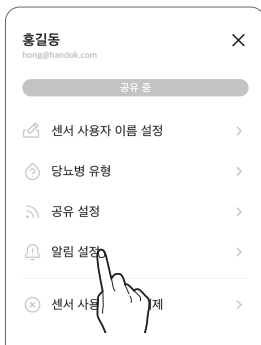 홍길동
hong@handok.com
공유 중
센서 사용자 이름 설정
당뇨병 유형
공유 설정
알림 설정
센서 사용 제